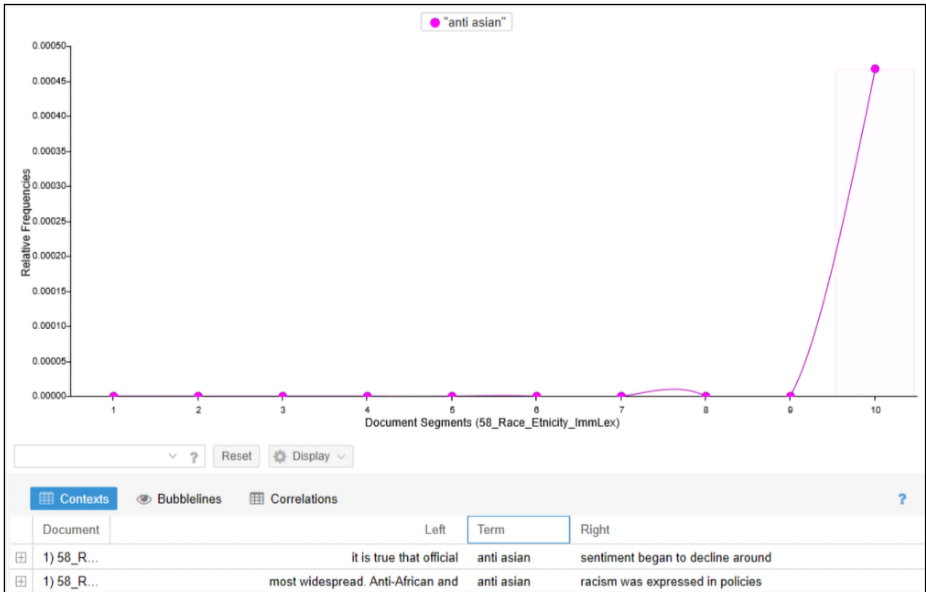 "anti asian"
0.00050
0.00045
0.00040
0.00035
0.00030
0.00025
0.00020
0.00015
0.00010
0.00005
0.00000
Relative Frequencies
1 2 3 4 5 6 7 8 9 10
Document Segments (58_Race_Etnicity_ImmLex)
? Reset Display
Contexts Bubblelines Correlations ?
Document Left Term Right
1) 58_R... it is true that official anti asian sentiment began to decline around
1) 58_R... most widespread. Anti-African and anti asian racism was expressed in policies